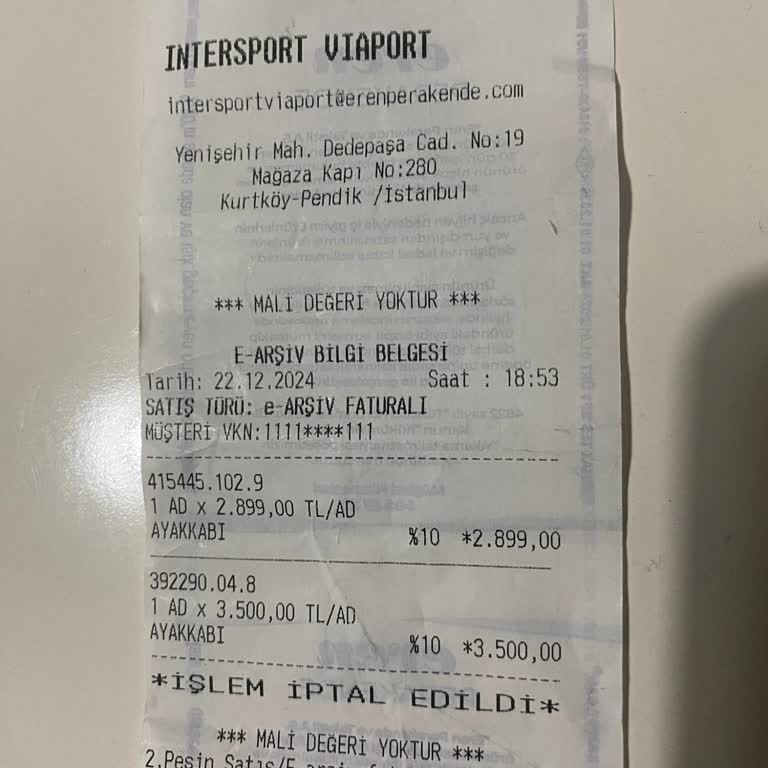 INTERSPORT VIAPORT
intersportviaport@erenperakende.com
Yenişehir Mah. Dedepaşa Cad. No:19
Mağaza Kapı No:280
Kurtköy-Pendik /İstanbul
*** MALİ DEĞERİ YOKTUR ***
E-ARŞİV BİLGİ BELGESİ
Tarih: 22.12.2024 Saat : 18:53
SATIŞ TÜRÜ: e-ARŞİV FATURALI
MÜŞTERİ VKN:1111****111
415445.102.9
1 AD x 2.899,00 TL/AD
AYAKKABI %10 *2.899,00
392290.04.8
1 AD x 3.500,00 TL/AD
AYAKKABI %10 *3.500,00
*İŞLEM İPTAL EDİLDİ*
*** MALİ DEĞERİ YOKTUR ***
2.Peşin Satış/E